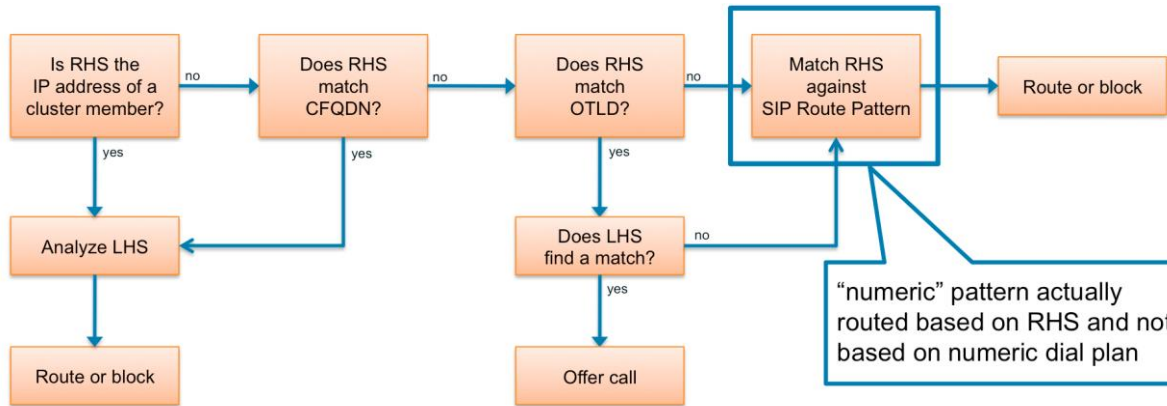 Is RHS the
IP address of a
cluster member?
no
Does RHS
match
CFQDN?
no
Does RHS
match
OTLD?
no
Match RHS
against
SIP Route Pattern
Route or block
yes
yes
yes
Analyze LHS
Does LHS
find a match?
no
yes
Route or block
Offer call
“numeric” pattern actually
routed based on RHS and not
based on numeric dial plan